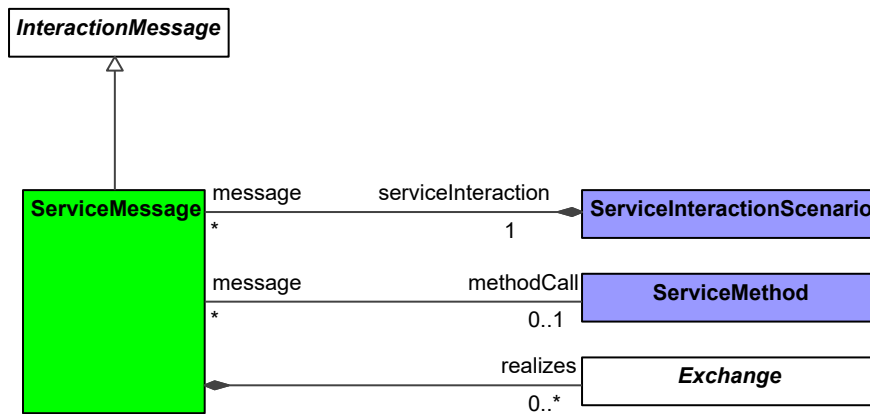 InteractionMessage
message serviceInteraction
ServiceMessage ServiceInteractionScenario
* 1
message methodCall
ServiceMethod
* 0..1
realizes
Exchange
0..*